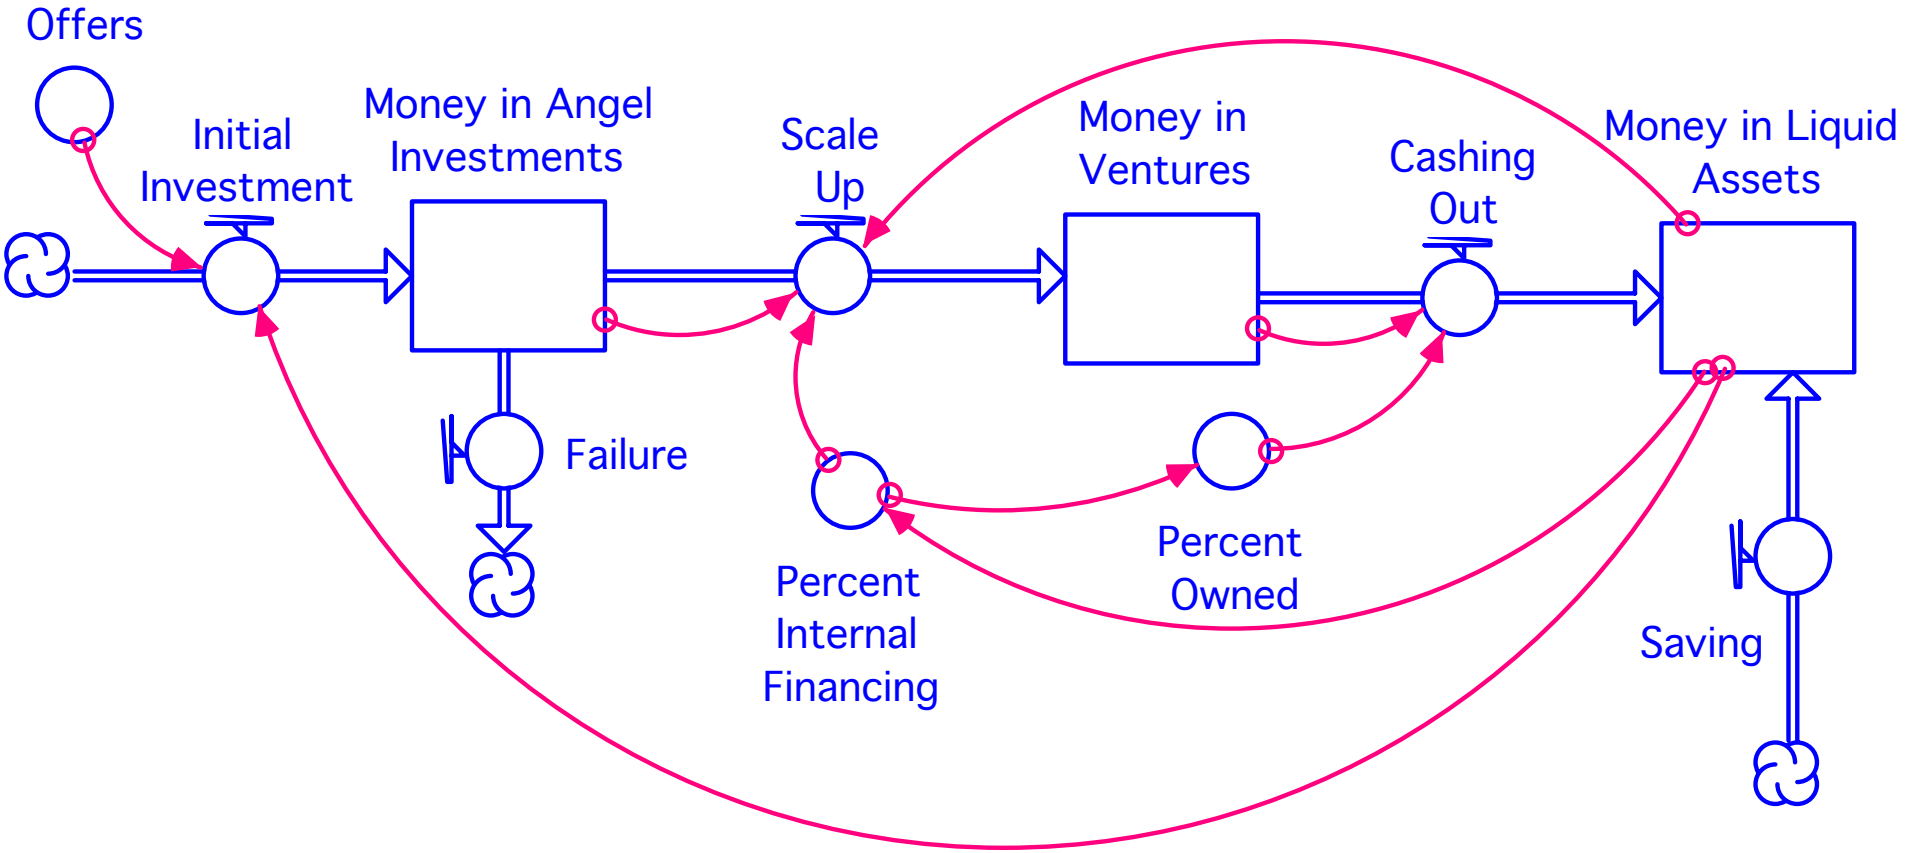 Offers
Initial
Investment
Money in Angel
Investments
Scale
Up
Money in
Ventures
Cashing
Out
Money in Liquid
Assets
Failure
Percent
Internal
Financing
Percent
Owned
Saving